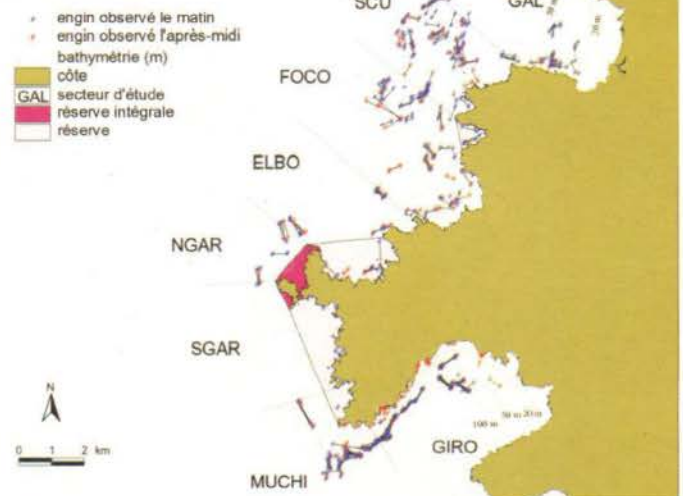 SCU
GAL
engin observé le matin
engin observé l'après-midi
bathymétrie (m)
côte
GAL secteur d'étude
réserve intégrale
réserve
FOCO
ELBO
NGAR
SGAR
N
0 1 2 km
100 m 50 m 20 m
GIRO
MUCHI